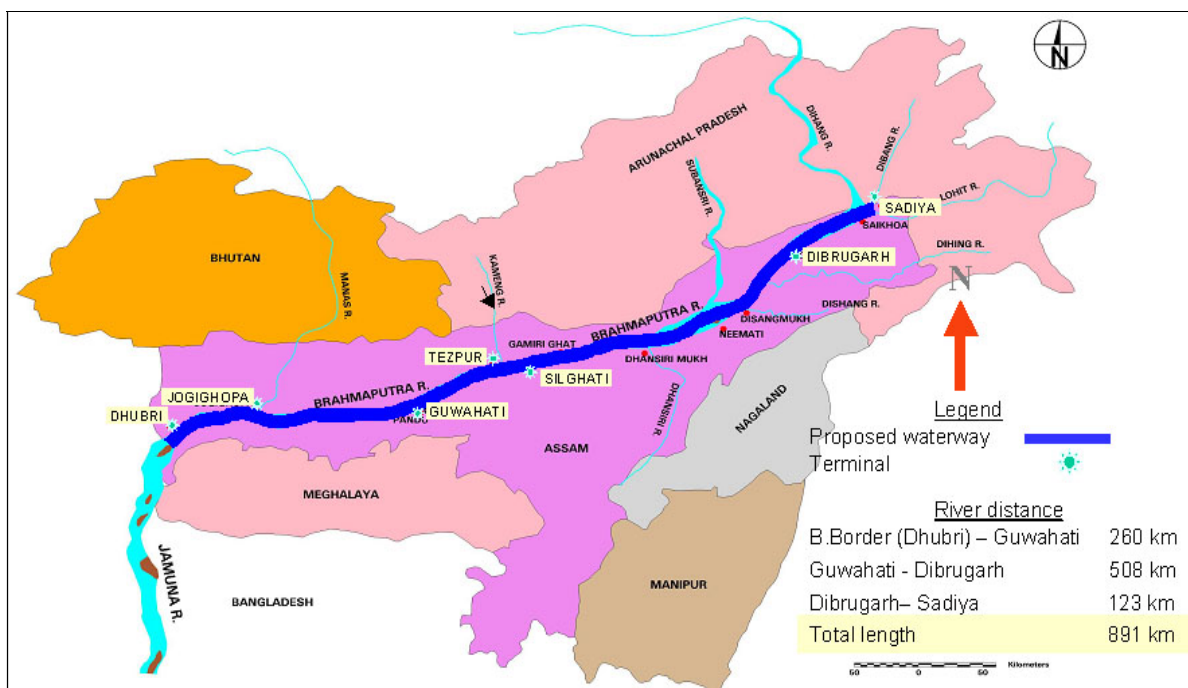 N
ARUNACHAL PRADESH
DIHANG R.
DIBANG R.
SUBANSRI R.
LOHIT R.
SADIYA
SAIKHOA
DIHING R.
BHUTAN
MANAS R.
KAMENG R.
DIBRUGARH
N
DISHANG R.
BRAHMAPUTRA R.
DISANGMUKH
NEEMATI
GAMIRI GHAT
TEZPUR
DHANSIRI MUKH
SILGHATI
JOGIGHOPA
BRAHMAPUTRA R.
DHUBRI
GUWAHATI
PANDU
DHANSIRI R.
NAGALAND
ASSAM
MEGHALAYA
JAMUNA R.
BANGLADESH
MANIPUR
Legend
Proposed waterway
Terminal
River distance
B.Border (Dhubri) – Guwahati 260 km
Guwahati - Dibrugarh 508 km
Dibrugarh– Sadiya 123 km
Total length 891 km
50 0 50 Kilometers